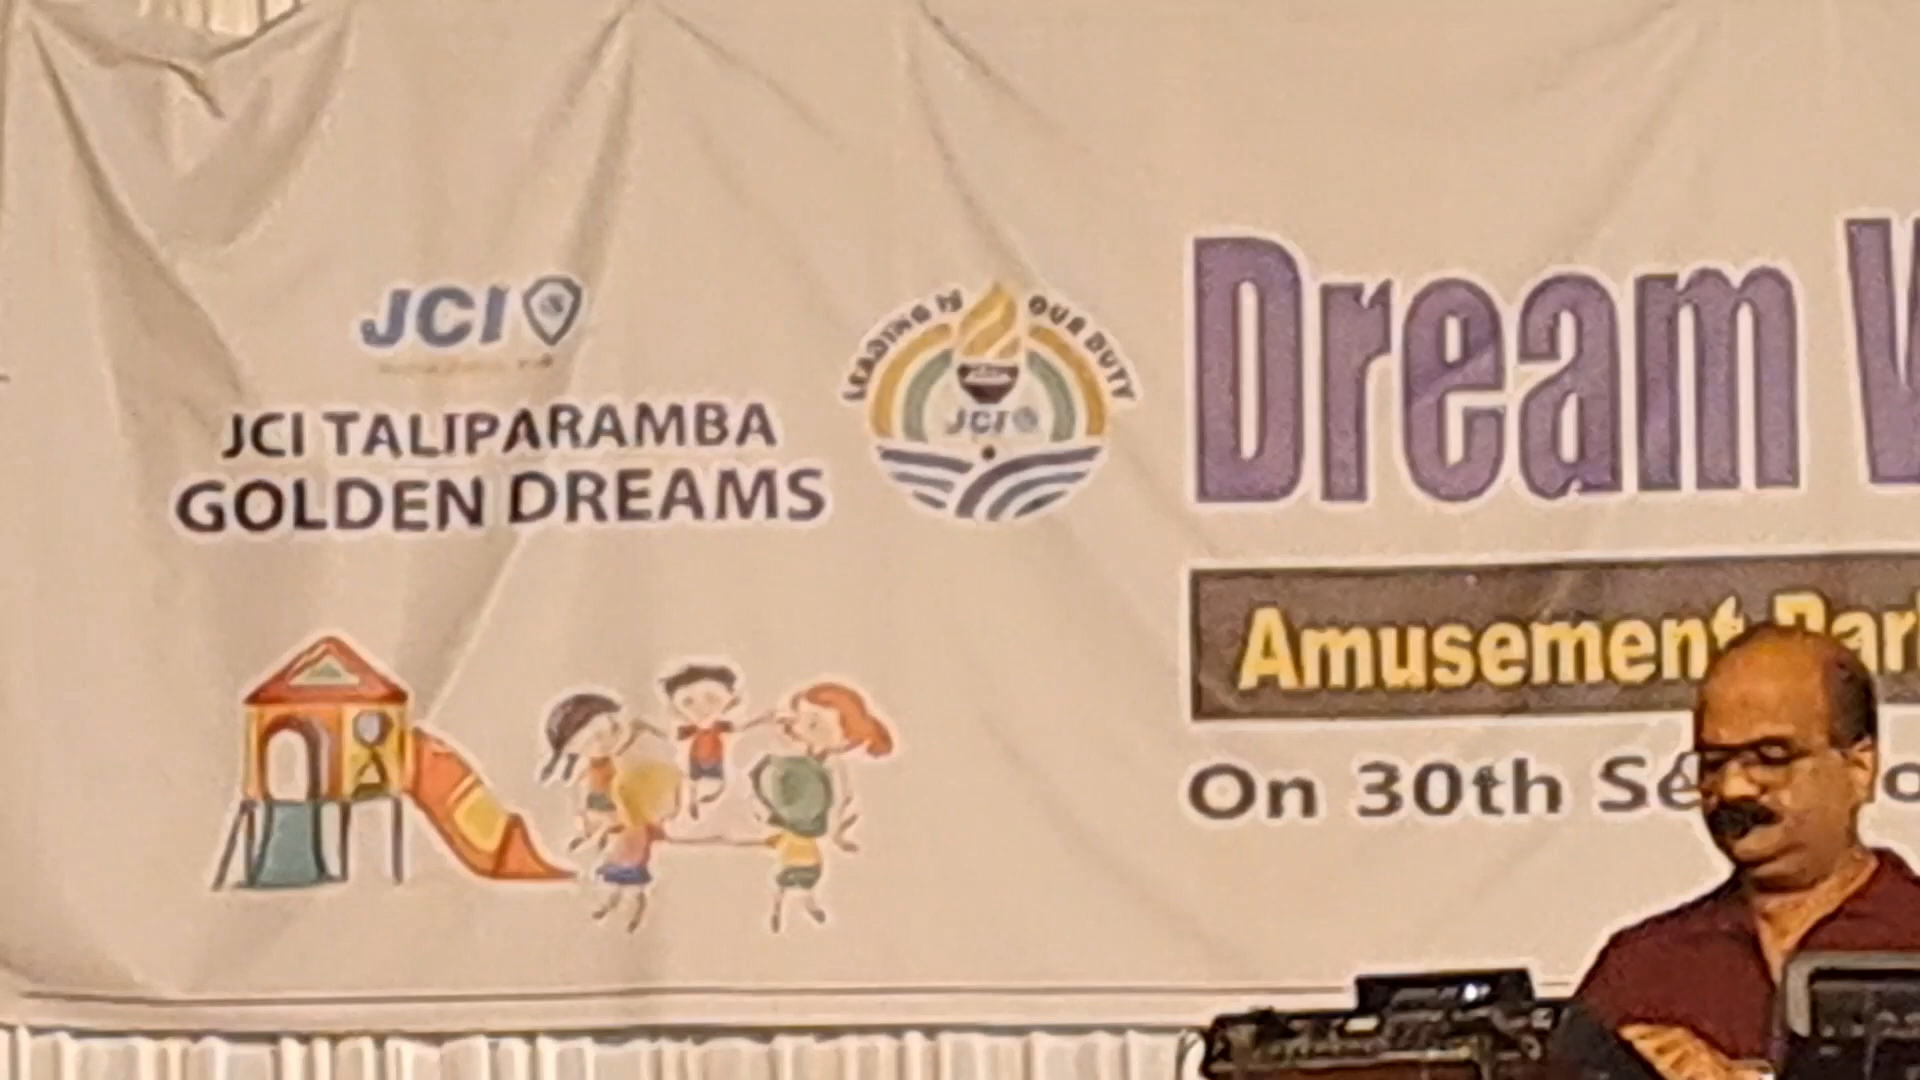 JCI
JCI TALIPARAMBA
GOLDEN DREAMS
LEADING IS OUR DUTY
JCI
Dream
Amusement
On 30th